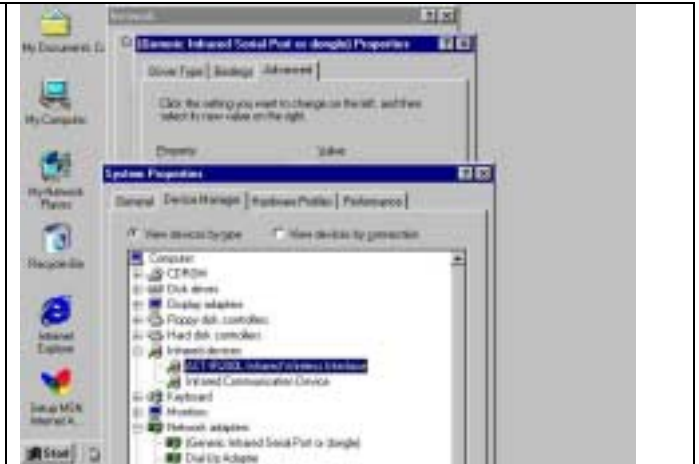 My Documents
My Computer
My Network
Places
Recycle Bin
Internet
Explorer
Setup MSN
Internet A...
Start
Network
(Generic Infrared Serial Port or dongle) Properties
Driver Type
Bindings
Advanced
Click the setting you want to change on the left, and then
select its new value on the right.
Property:
Value:
System Properties
General
Device Manager
Hardware Profiles
Performance
View devices by type
View devices by connection
Computer
CDROM
Disk drives
Display adapters
Floppy disk controllers
Hard disk controllers
Infrared devices
Infrared Wireless Interface
Infrared Communication Device
Keyboard
Monitors
Network adapters
(Generic Infrared Serial Port or dongle)
Dial-Up Adapter